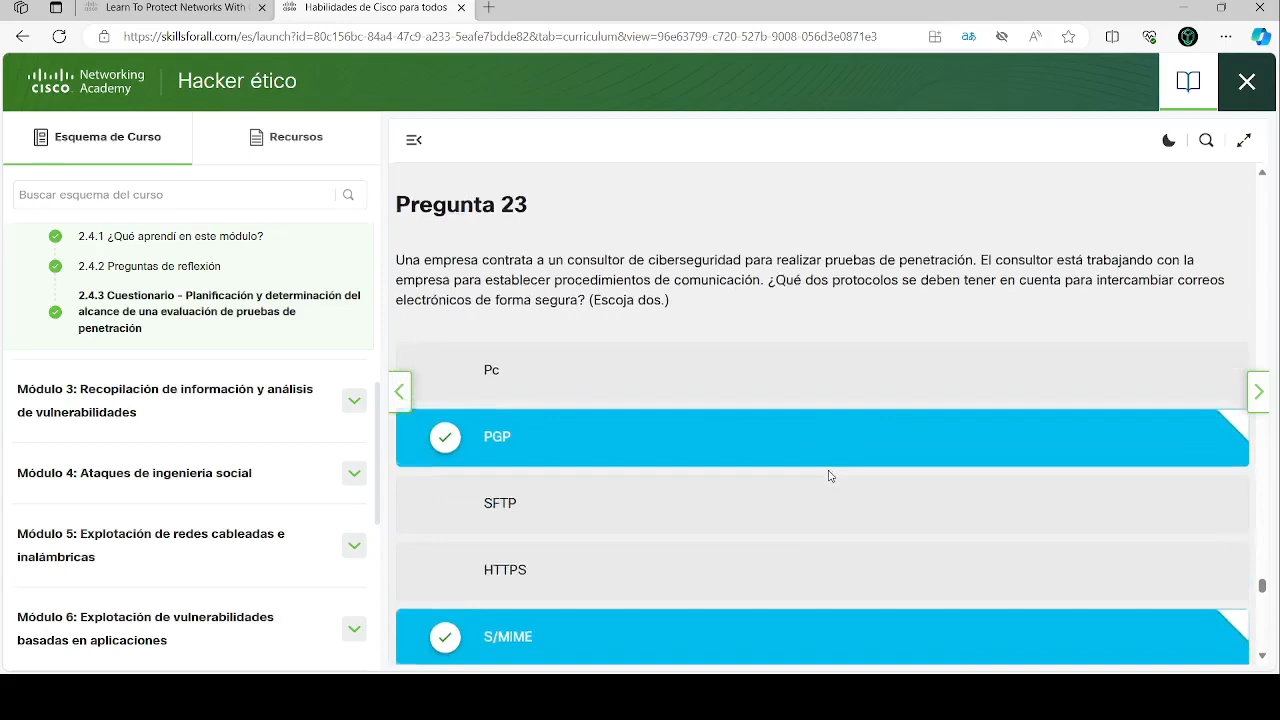 Learn To Protect Networks With
Habilidades de Cisco para todos
https://skillsforall.com/es/launch?id=80c156bc-84a4-47c9-a233-5eafe7bdde82&tab=curriculum&view=96e63799-c720-527b-9008-056d3e0871e3
Networking
CISCO Academy
Hacker ético
Esquema de Curso
Recursos
Buscar esquema del curso
2.4.1 ¿Qué aprendí en este módulo?
2.4.2 Preguntas de reflexión
2.4.3 Cuestionario - Planificación y determinación del
alcance de una evaluación de pruebas de
penetración
Módulo 3: Recopilación de información y análisis
de vulnerabilidades
Módulo 4: Ataques de ingeniería social
Módulo 5: Explotación de redes cableadas e
inalámbricas
Módulo 6: Explotación de vulnerabilidades
basadas en aplicaciones
Pregunta 23
Una empresa contrata a un consultor de ciberseguridad para realizar pruebas de penetración. El consultor está trabajando con la
empresa para establecer procedimientos de comunicación. ¿Qué dos protocolos se deben tener en cuenta para intercambiar correos
electrónicos de forma segura? (Escoja dos.)
Pc
PGP
SFTP
HTTPS
S/MIME